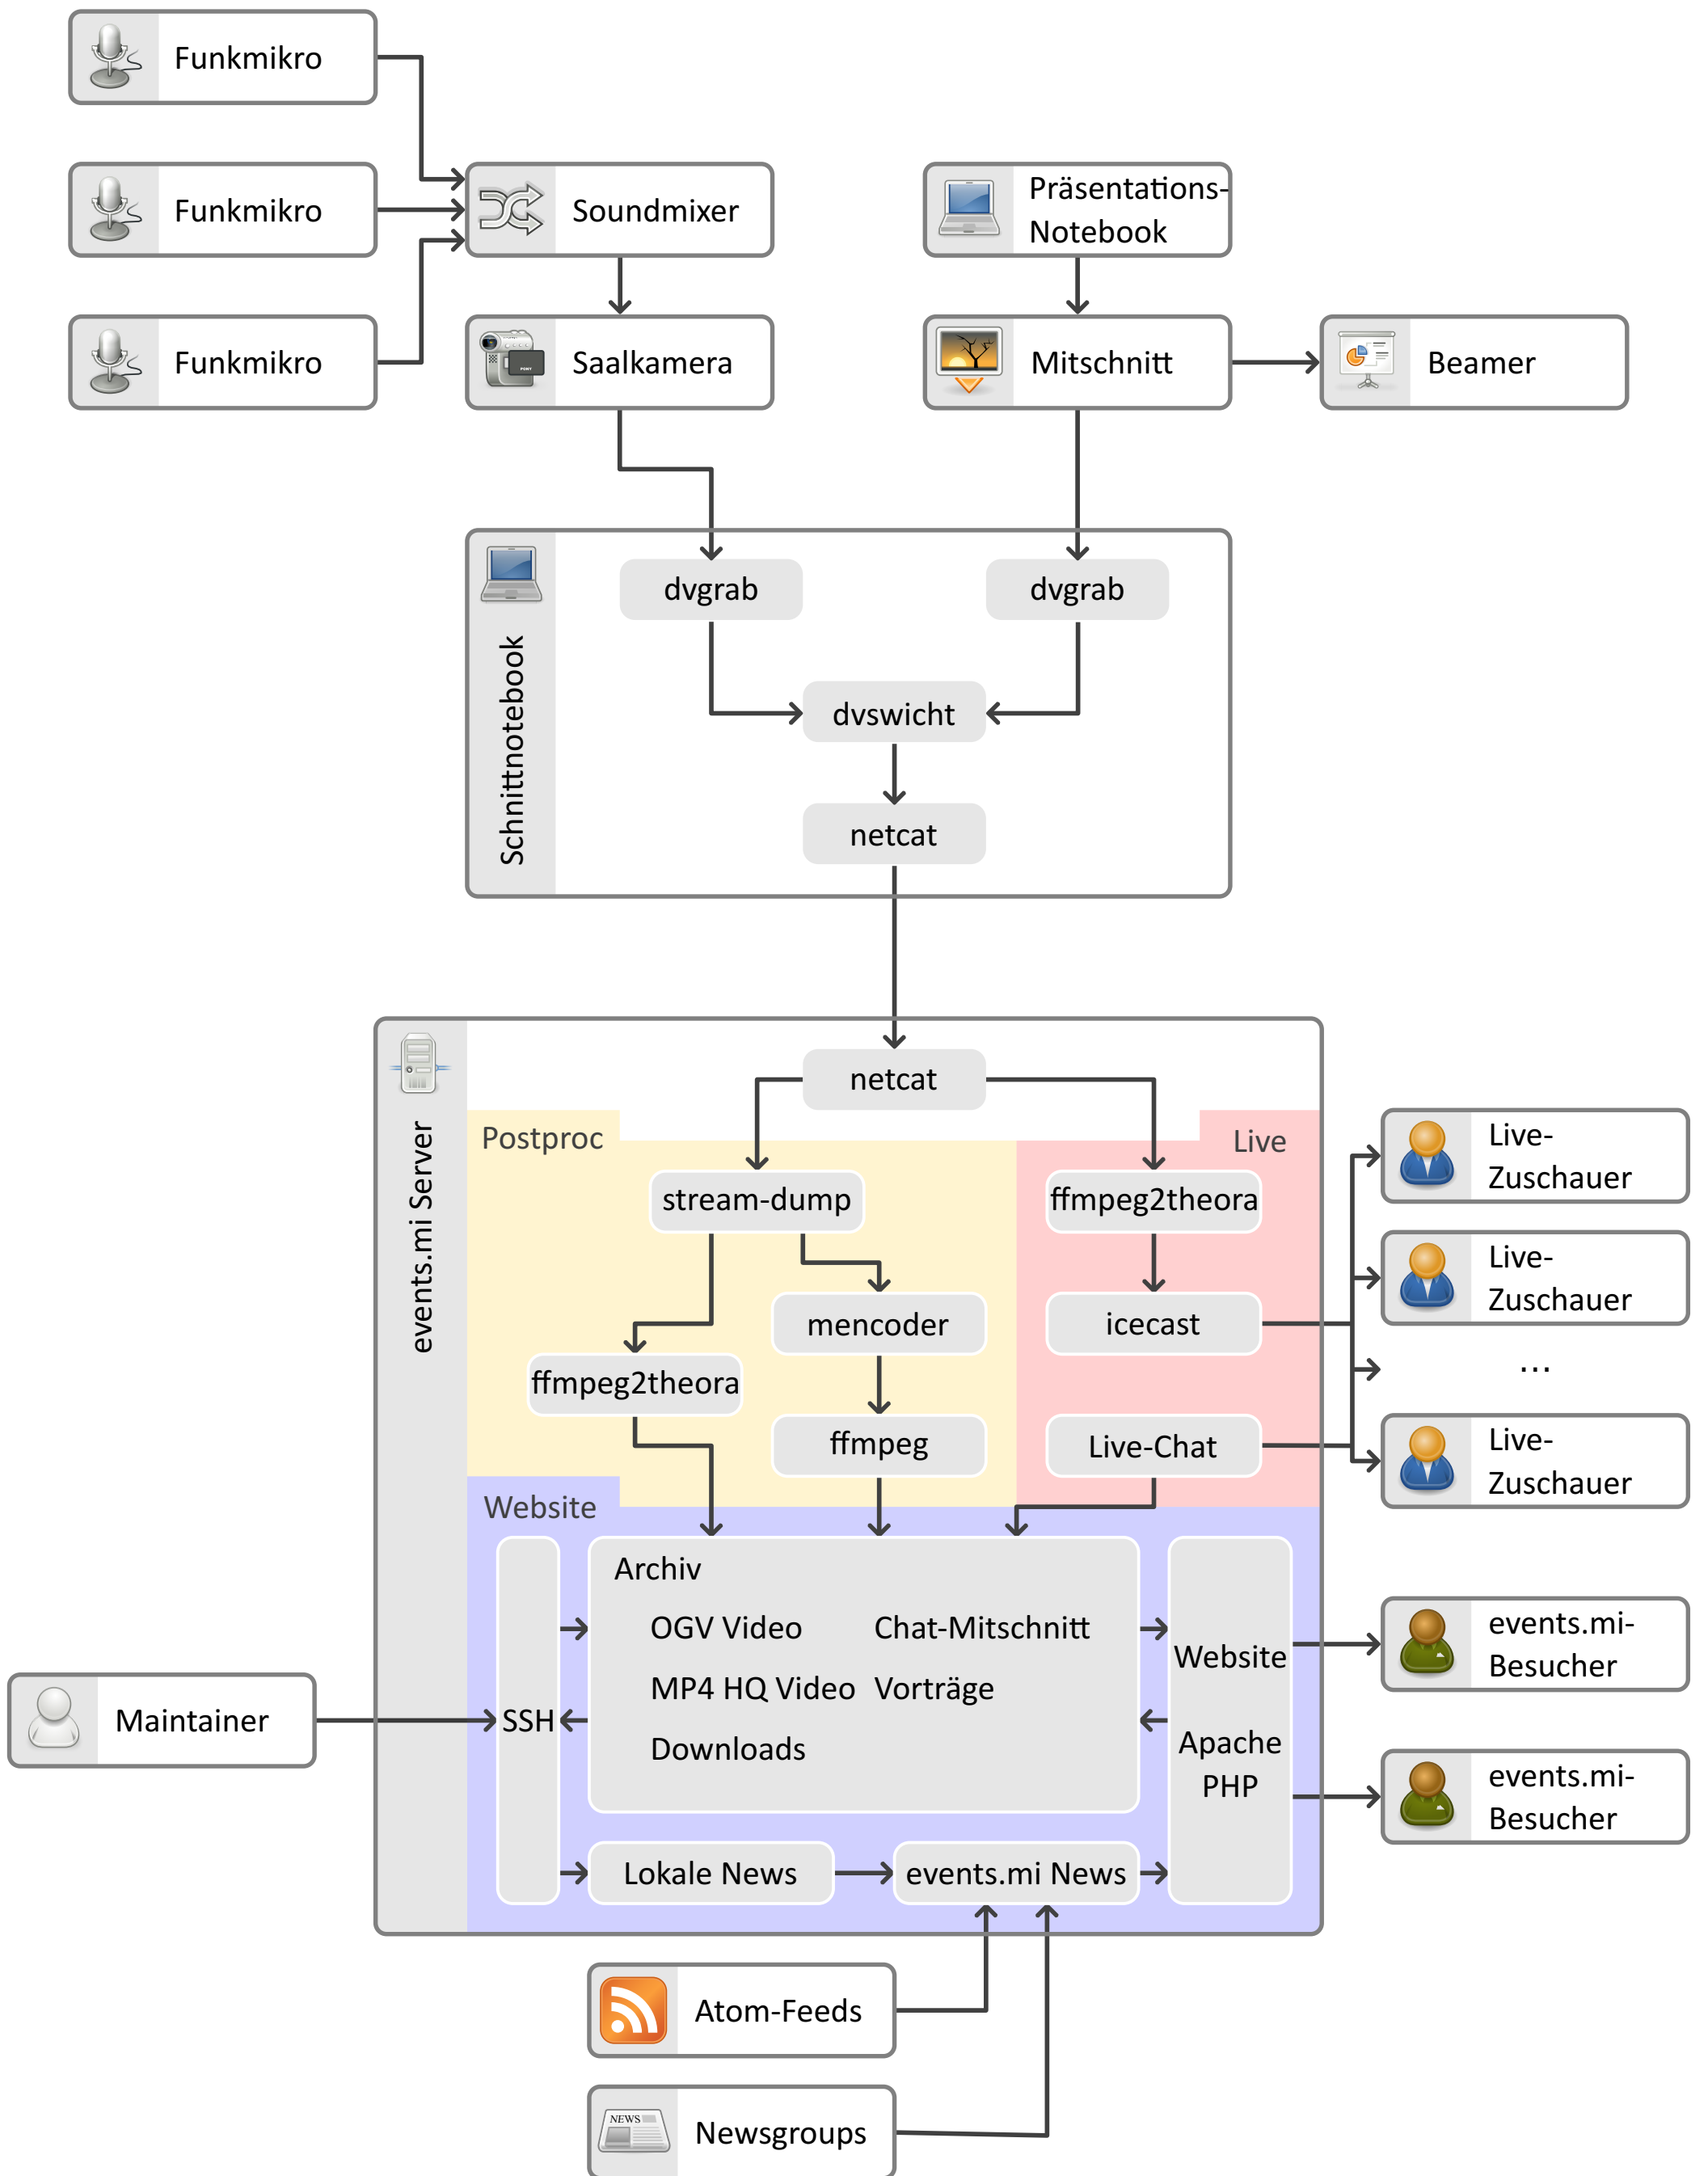 Funkmikro
Funkmikro
Soundmixer
Präsentations-
Notebook
Funkmikro
Saalkamera
Mitschnitt
Beamer
Schnittnotebook
dvgrab
dvgrab
dvswicht
netcat
events.mi Server
netcat
Postproc
Live
stream-dump
ffmpeg2theora
mencoder
icecast
ffmpeg2theora
ffmpeg
Live-Chat
Live-
Zuschauer
Live-
Zuschauer
...
Live-
Zuschauer
Website
Archiv
OGV Video
Chat-Mitschnitt
MP4 HQ Video
Vorträge
Downloads
SSH
Website
Apache
PHP
Maintainer
events.mi-
Besucher
events.mi-
Besucher
Lokale News
events.mi News
Atom-Feeds
NEWS
Newsgroups